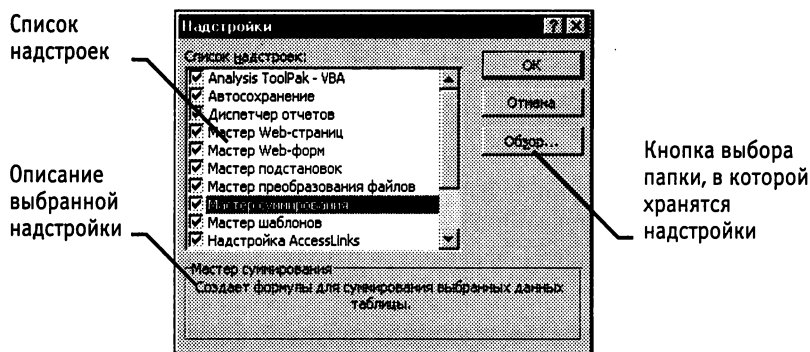 Список
надстроек
Описание
выбранной
надстройки
Надстройки
Список надстроек:
Analysis ToolPak - VBA
Автосохранение
Диспетчер отчетов
Мастер Web-страниц
Мастер Web-форм
Мастер подстановок
Мастер преобразования файлов
Мастер суммирования
Мастер шаблонов
Надстройка AccessLinks
OK
Отмена
Обзор...
Мастер суммирования
Создает формулы для суммирования выбранных данных
таблицы.
Кнопка выбора
папки, в которой
хранятся
надстройки